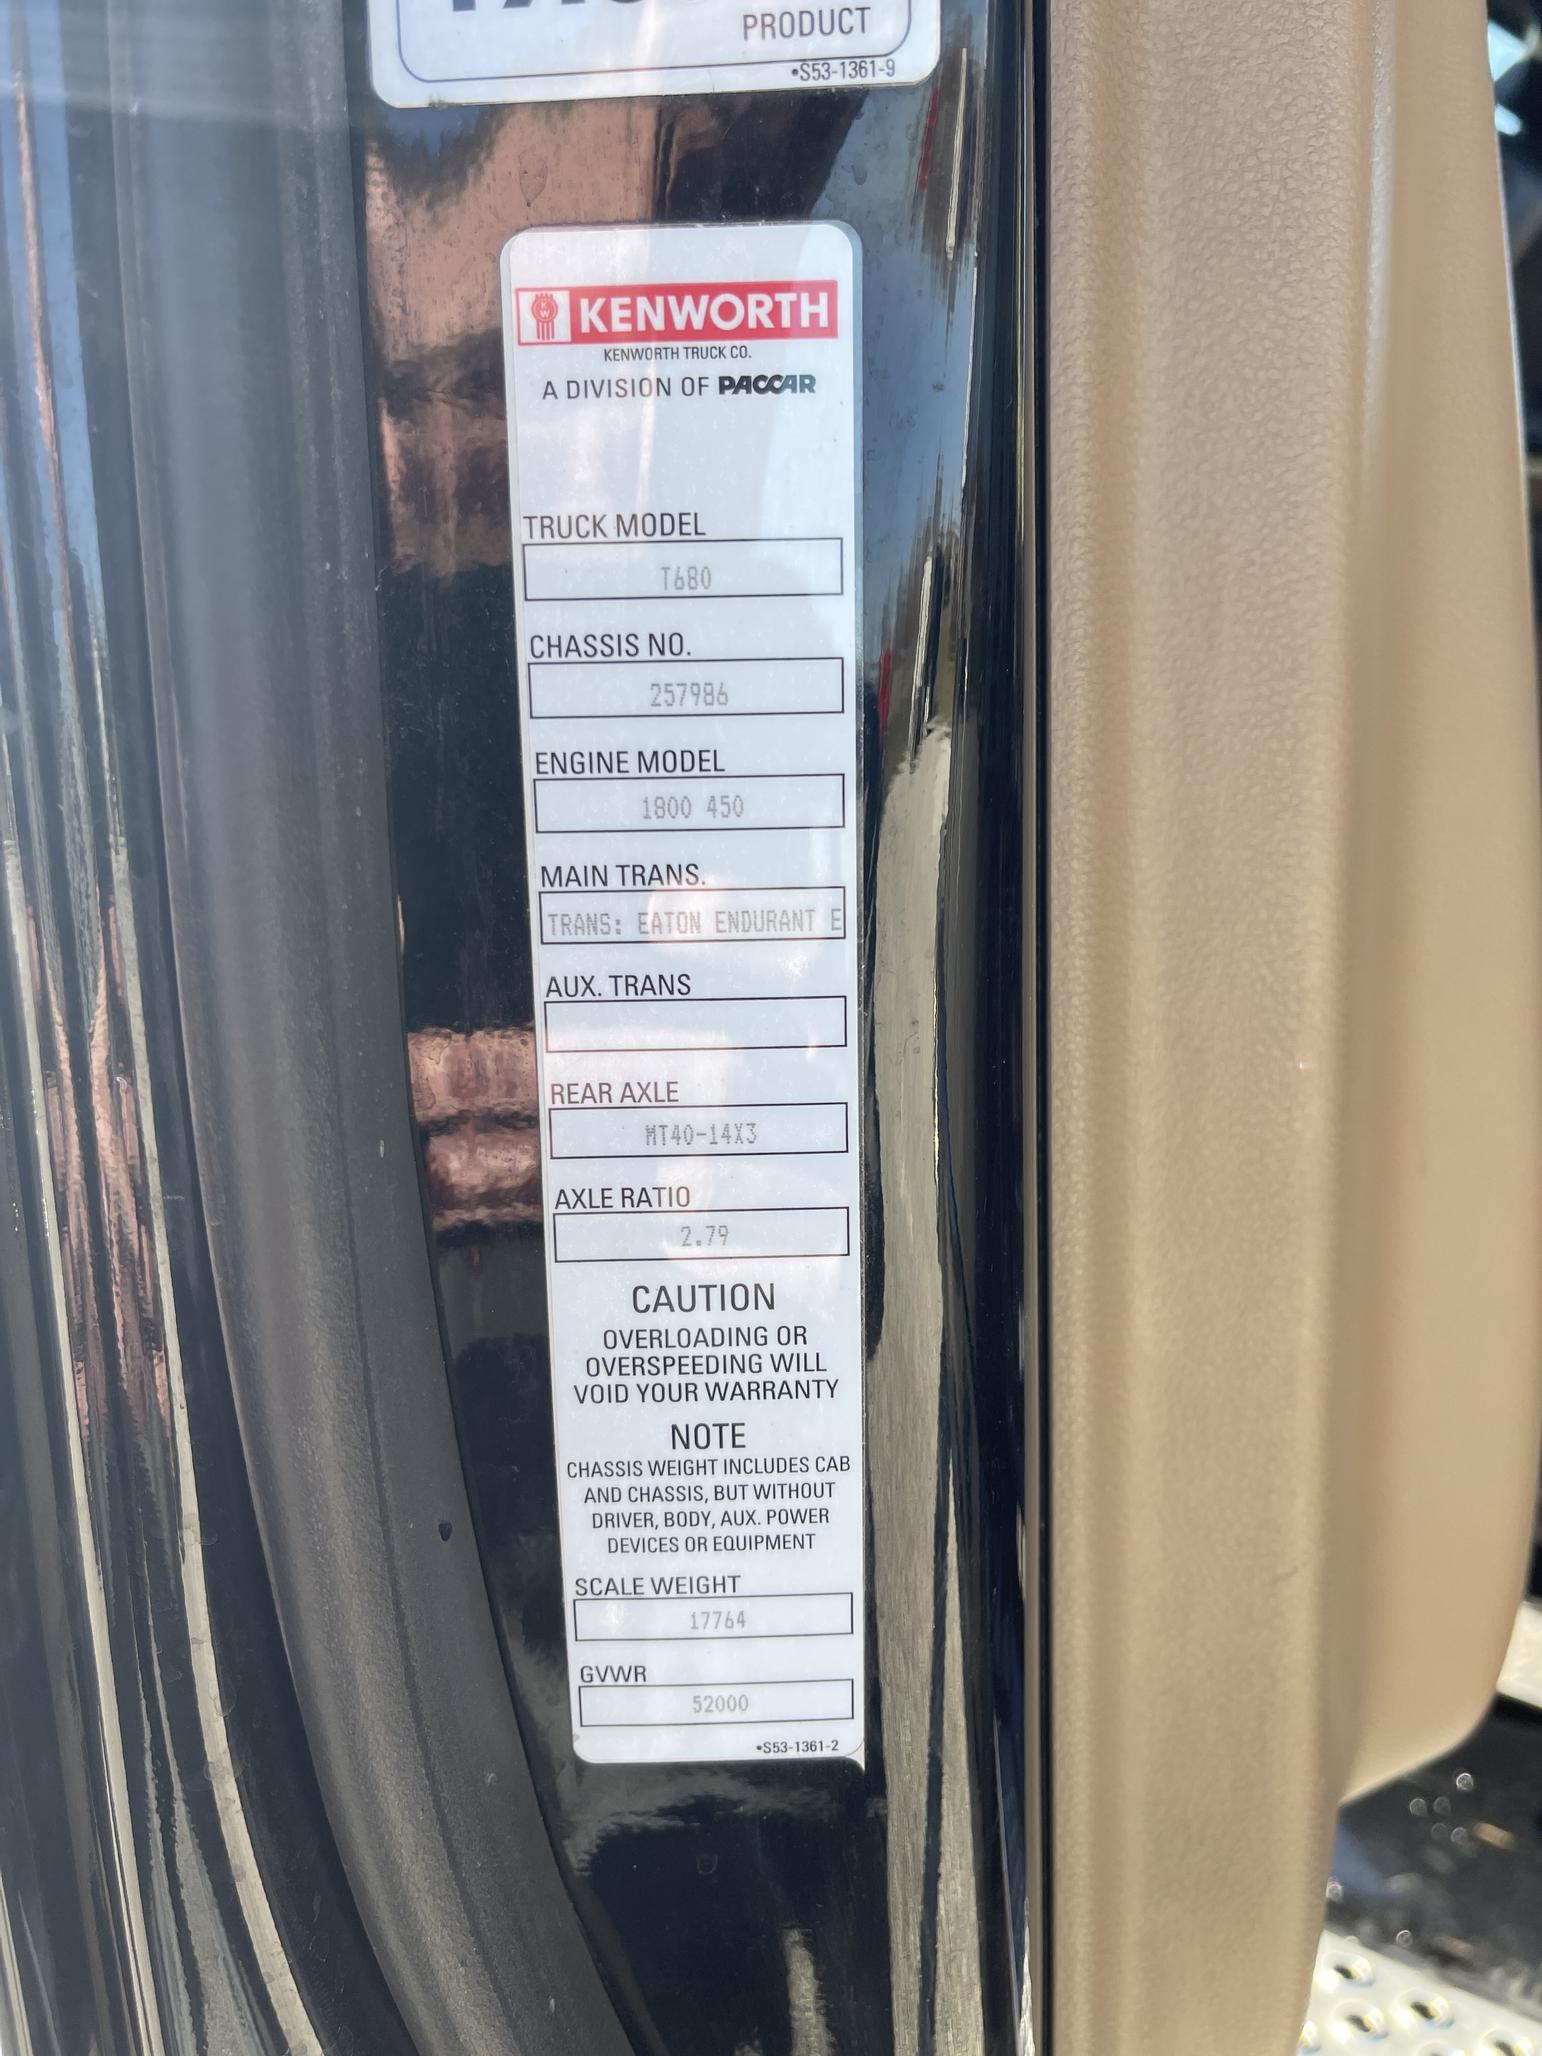 PRODUCT
•S53-1361-9
KENWORTH
KENWORTH TRUCK CO.
A DIVISION OF PACCAR
TRUCK MODEL
T680
CHASSIS NO.
257986
ENGINE MODEL
1800 450
MAIN TRANS.
TRANS: EATON ENDURANT E
AUX. TRANS
REAR AXLE
MT40-14X3
AXLE RATIO
2.79
CAUTION
OVERLOADING OR
OVERSPEEDING WILL
VOID YOUR WARRANTY
NOTE
CHASSIS WEIGHT INCLUDES CAB
AND CHASSIS, BUT WITHOUT
DRIVER, BODY, AUX. POWER
DEVICES OR EQUIPMENT
SCALE WEIGHT
17764
GVWR
52000
•S53-1361-2